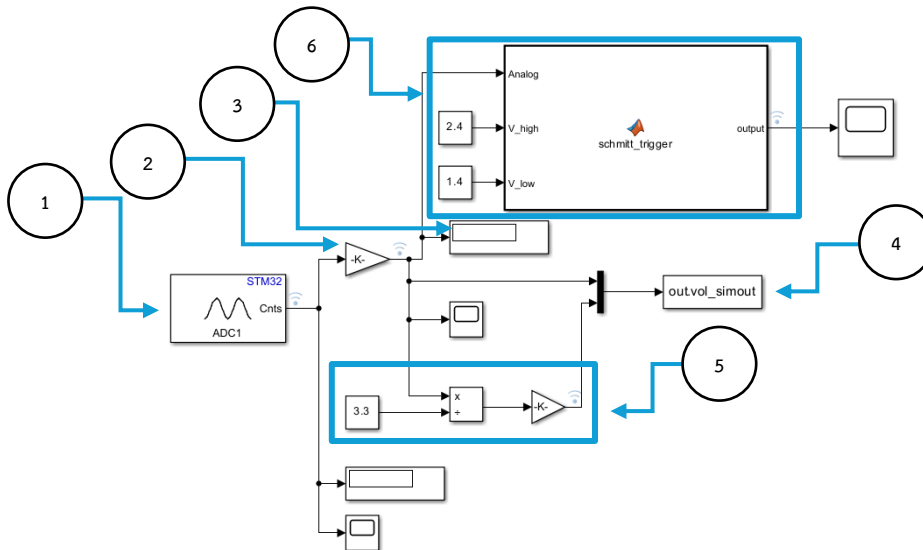 6
Analog
3
2.4
V_high
output
schmitt_trigger
2
1.4
V_low
1
4
-K-
STM32
out.vol_simout
Cnts
ADC1
5
x
3.3
÷
-K-